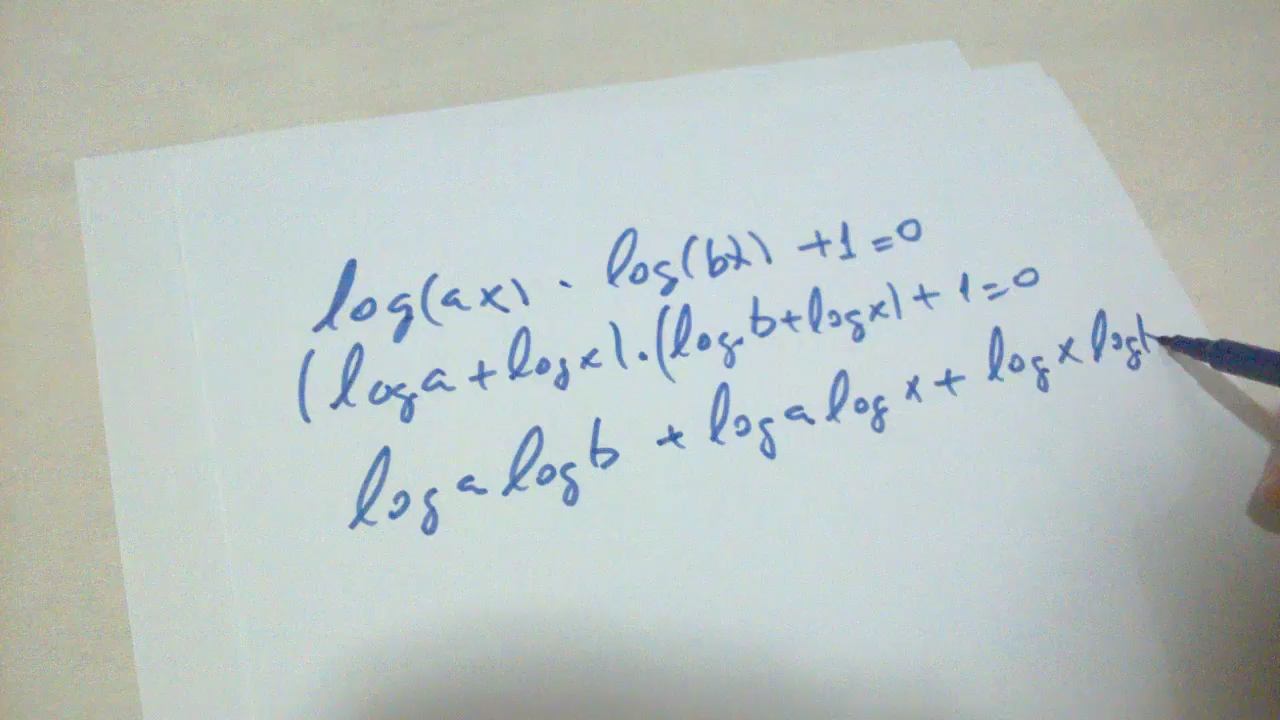 log(ax) . log(bx) +1=0
(log a + log x) . (log.b + log x) + 1=0
log a log b + log a log x + log x log